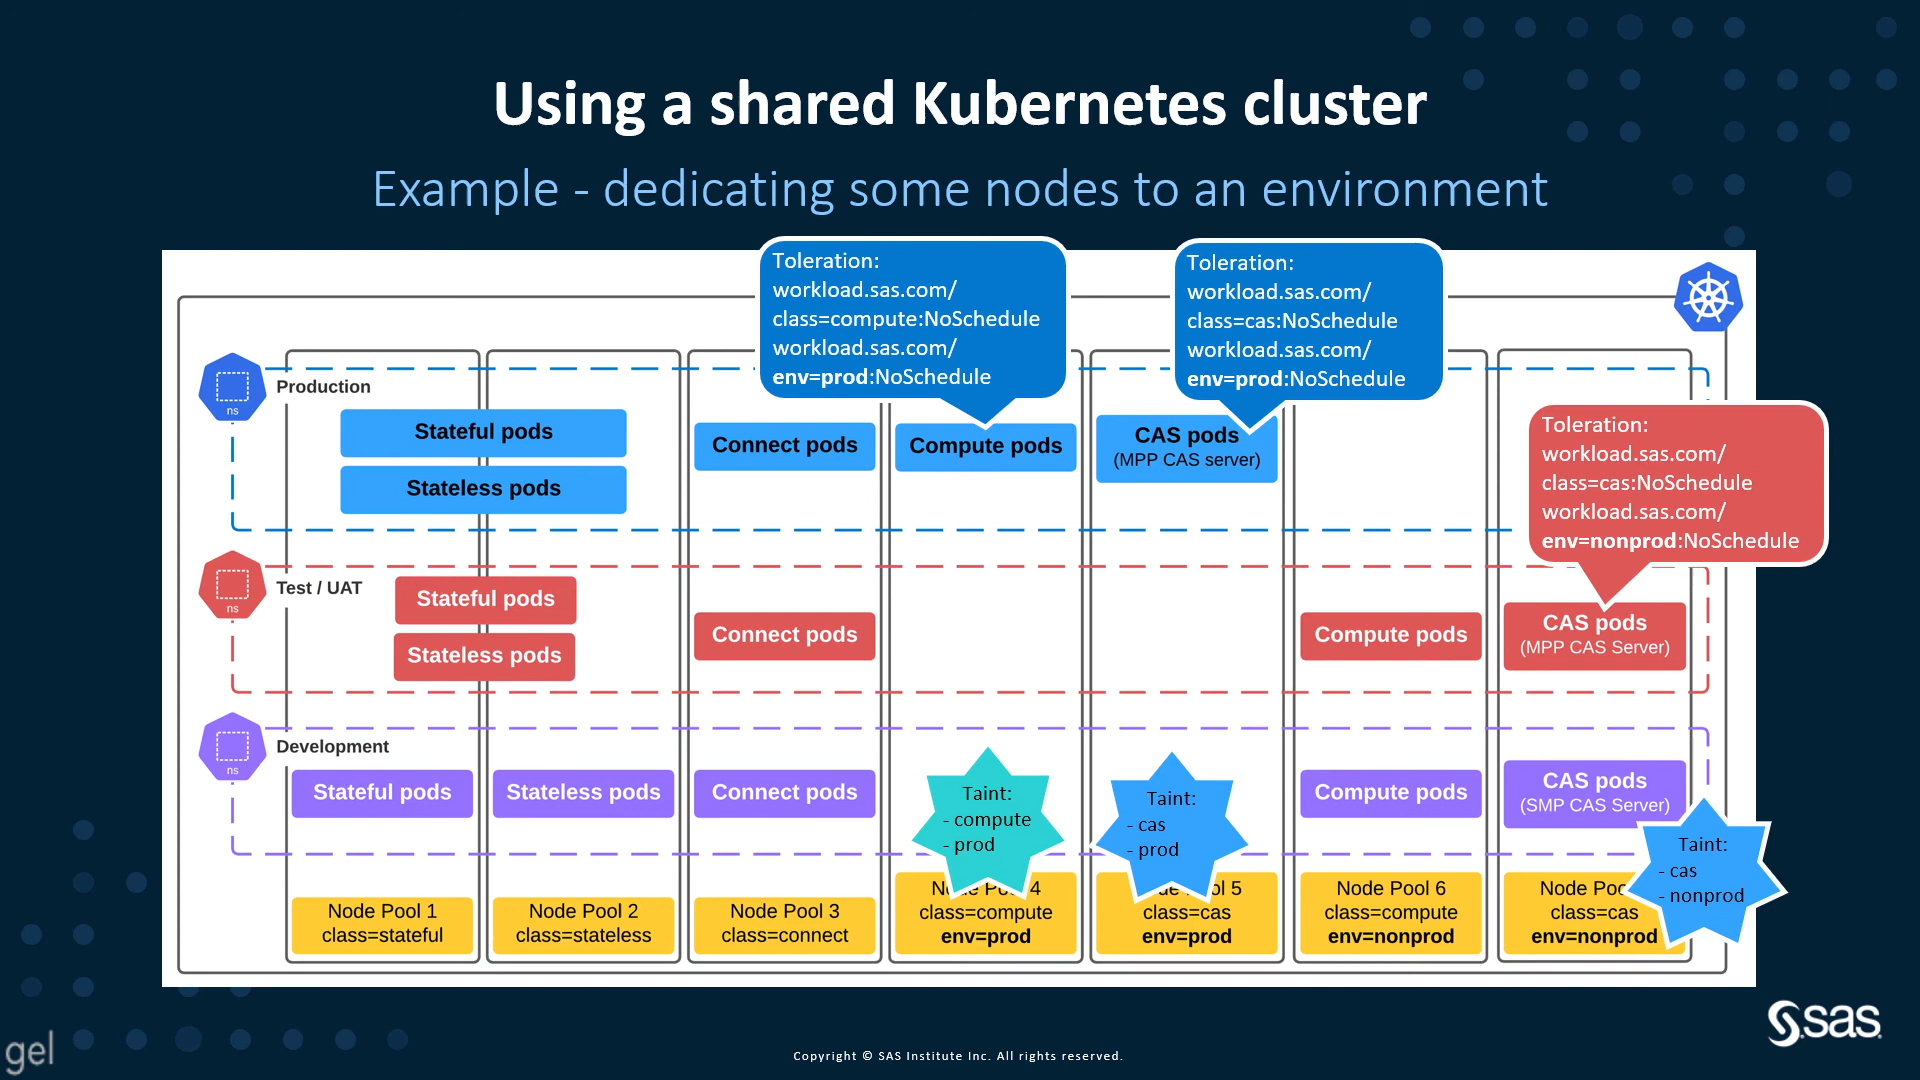 Using a shared Kubernetes cluster
Example - dedicating some nodes to an environment
Toleration:
workload.sas.com/
class=compute:NoSchedule
workload.sas.com/
env=prod:NoSchedule
Toleration:
workload.sas.com/
class=cas:NoSchedule
workload.sas.com/
env=prod:NoSchedule
Toleration:
workload.sas.com/
class=cas:NoSchedule
workload.sas.com/
env=nonprod:NoSchedule
ns
Production
Stateful pods
Stateless pods
Connect pods
Compute pods
CAS pods
(MPP CAS server)
ns
Test / UAT
Stateful pods
Stateless pods
Connect pods
Compute pods
CAS pods
(MPP CAS Server)
ns
Development
Stateful pods
Stateless pods
Connect pods
Compute pods
CAS pods
(SMP CAS Server)
Taint:
- compute
- prod
Taint:
- cas
- prod
Taint:
- cas
- nonprod
Node Pool 1
class=stateful
Node Pool 2
class=stateless
Node Pool 3
class=connect
4
class=compute
env=prod
5
class=cas
env=prod
Node Pool 6
class=compute
env=nonprod
Node
class=cas
env=nonprod
gel
Copyright © SAS Institute Inc. All rights reserved.
sas